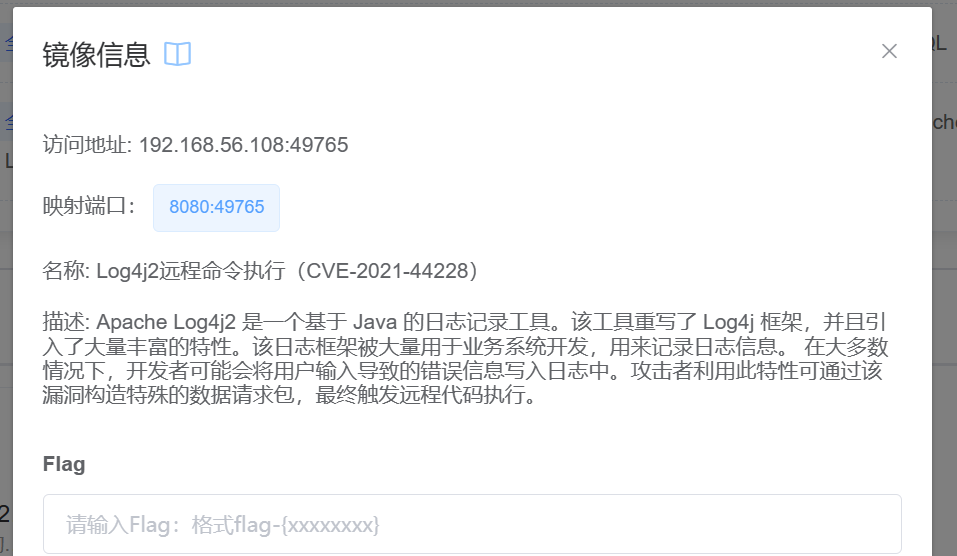 镜像信息
访问地址: 192.168.56.108:49765
映射端口： 8080:49765
名称: Log4j2远程命令执行（CVE-2021-44228）
描述: Apache Log4j2 是一个基于 Java 的日志记录工具。该工具重写了 Log4j 框架，并且引
入了大量丰富的特性。该日志框架被大量用于业务系统开发，用来记录日志信息。 在大多数
情况下，开发者可能会将用户输入导致的错误信息写入日志中。攻击者利用此特性可通过该
漏洞构造特殊的数据请求包，最终触发远程代码执行。
Flag
请输入Flag：格式flag-{xxxxxxxx}